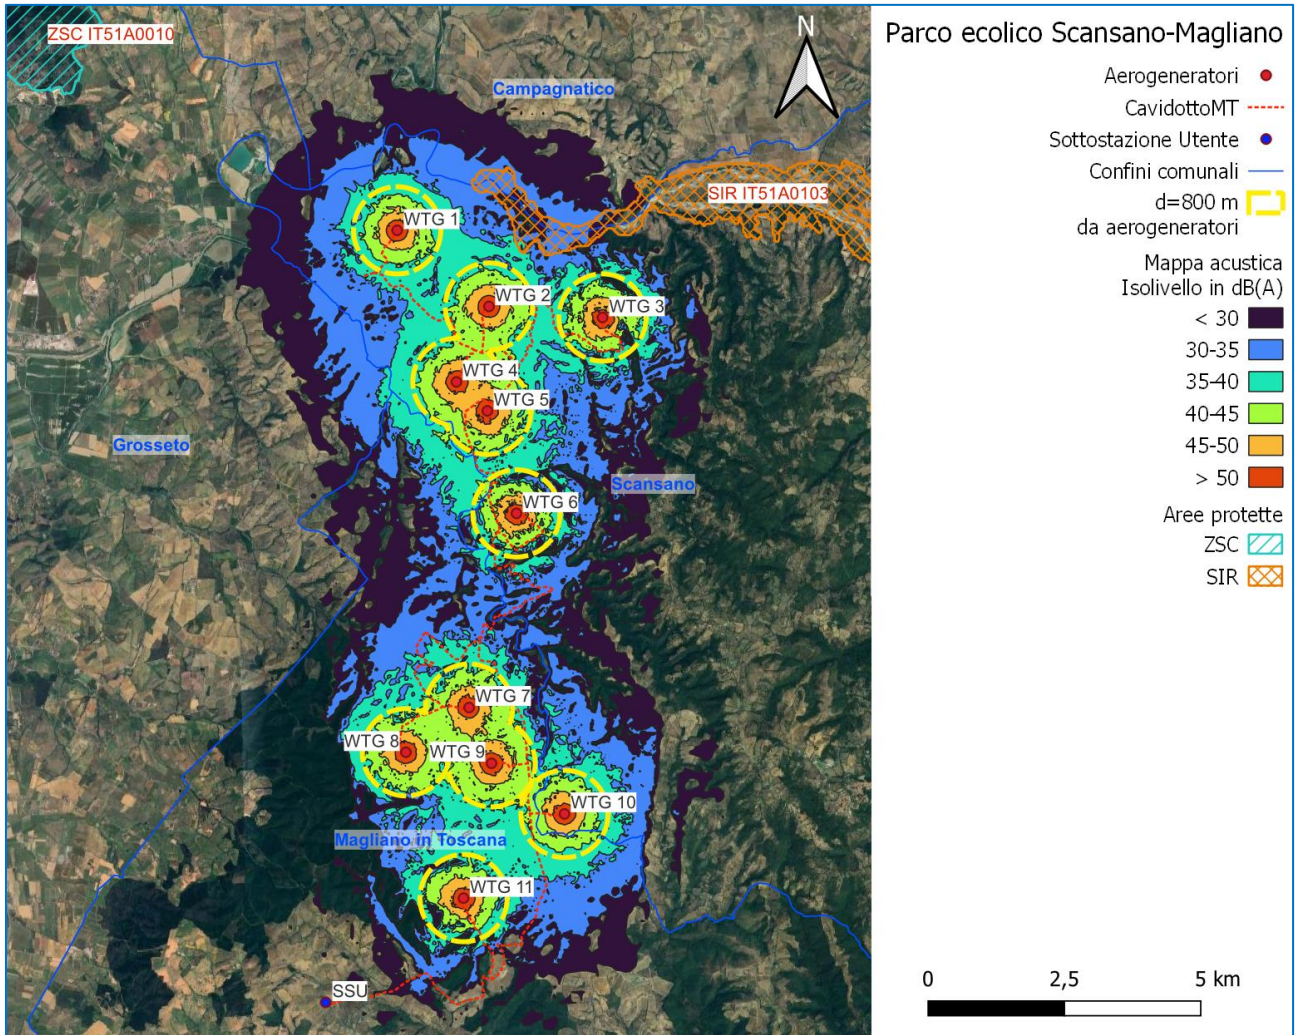 ZSC IT51A0010
N
Campagnatico
SIR IT51A0103
WTG 1
WTG 2
WTG 3
WTG 4
WTG 5
Grosseto
Scansano
WTG 6
WTG 7
WTG 8
WTG 9
WTG 10
Magliano in Toscana
WTG 11
SSU
Parco ecolico Scansano-Magliano
Aerogeneratori
CavidottoMT
Sottostazione Utente
Confini comunali
d=800 m
da aerogeneratori
Mappa acustica
Isolivello in dB(A)
< 30
30-35
35-40
40-45
45-50
> 50
Aree protette
ZSC
SIR
0 2,5 5 km